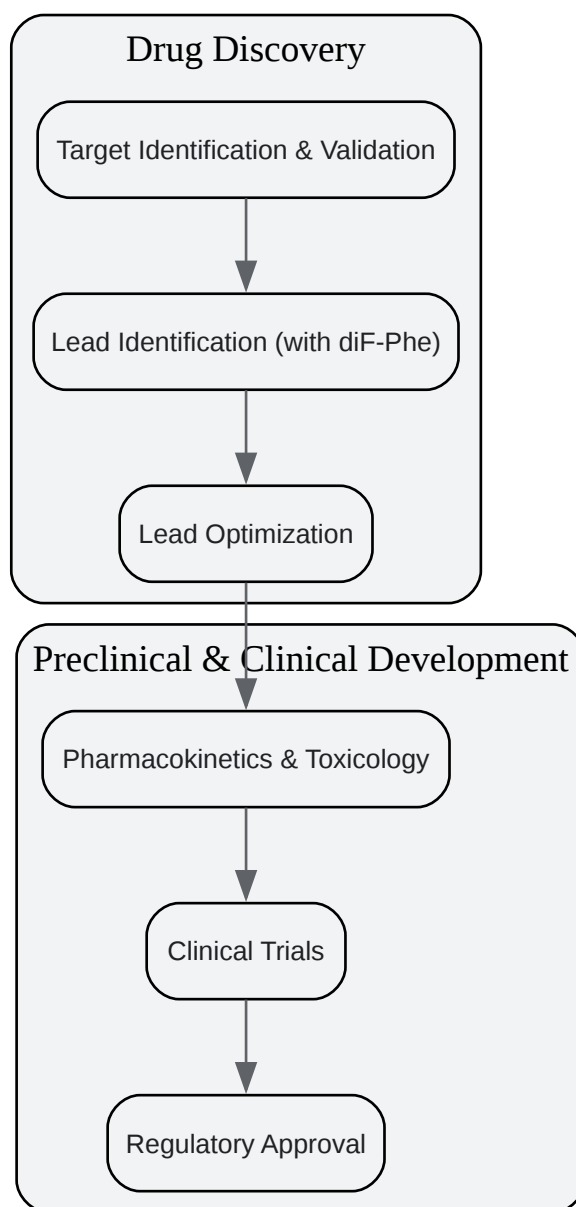 Drug Discovery
Target Identification & Validation
Lead Identification (with diF-Phe)
Lead Optimization
Preclinical & Clinical Development
Pharmacokinetics & Toxicology
Clinical Trials
Regulatory Approval